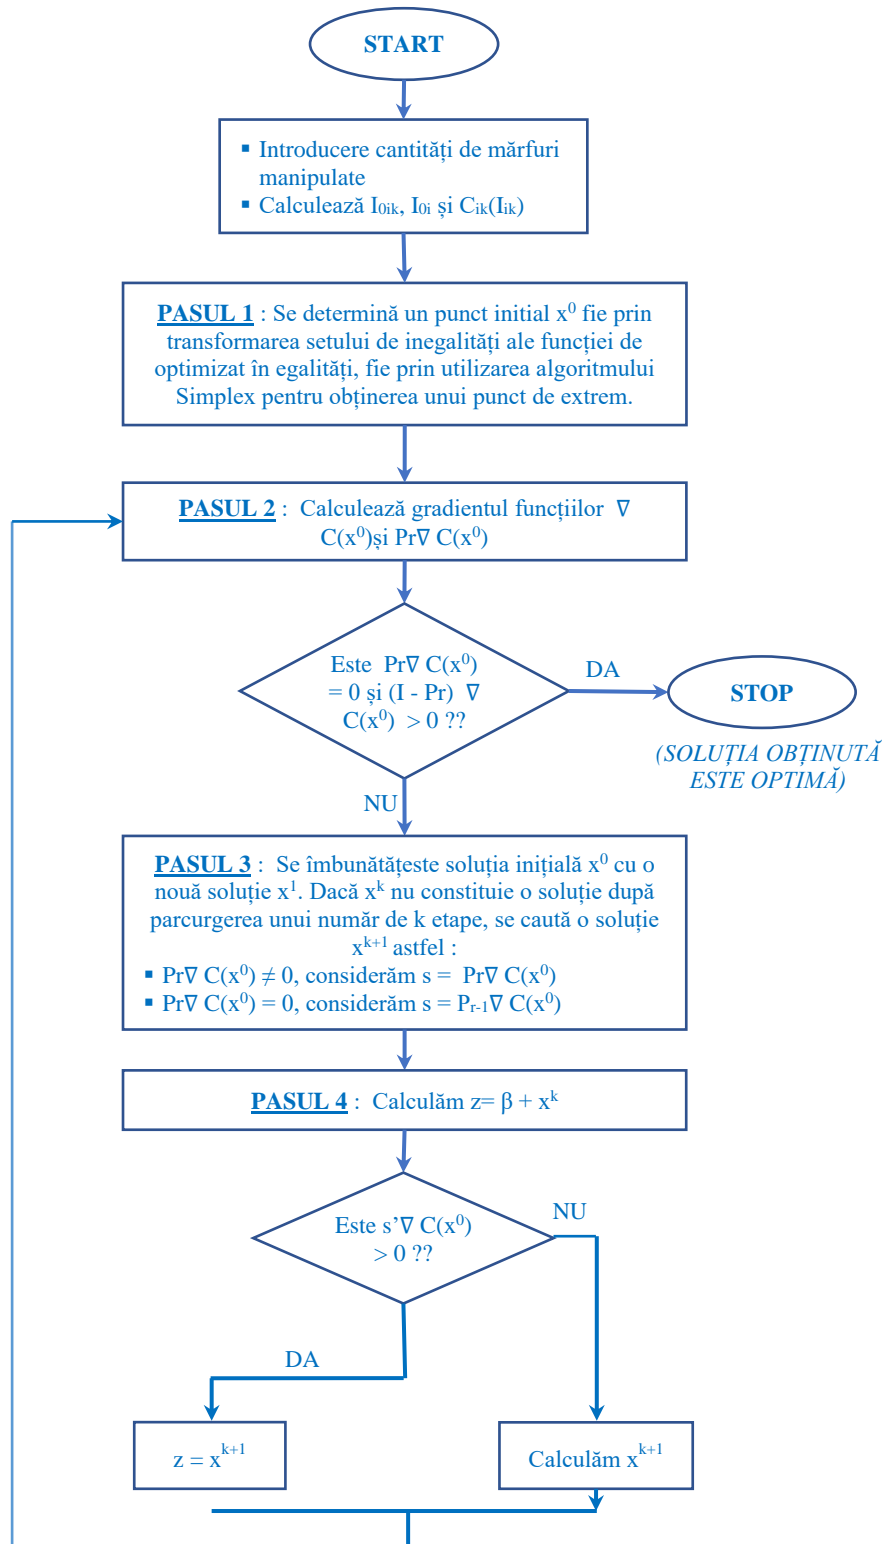 START
▪ Introducere cantități de mărfuri
manipulate
▪ Calculează I0ik, I0i și Cik(Iik)
PASUL 1 : Se determină un punct initial x⁰ fie prin
transformarea setului de inegalități ale funcției de
optimizat în egalități, fie prin utilizarea algoritmului
Simplex pentru obținerea unui punct de extrem.
PASUL 2 : Calculează gradientul funcțiilor ∇
C(x⁰)și Pr∇ C(x⁰)
Este Pr∇ C(x⁰)
= 0 și (I - Pr) ∇
C(x⁰) > 0 ??
DA
STOP
(SOLUȚIA OBȚINUTĂ
ESTE OPTIMĂ)
NU
PASUL 3 : Se îmbunătățeste soluția inițială x⁰ cu o
nouă soluție x¹. Dacă xᵏ nu constituie o soluție după
parcurgerea unui număr de k etape, se caută o soluție
xᵏ⁺¹ astfel :
▪ Pr∇ C(x⁰) ≠ 0, considerăm s = Pr∇ C(x⁰)
▪ Pr∇ C(x⁰) = 0, considerăm s = Pr-1∇ C(x⁰)
PASUL 4 : Calculăm z= β + xᵏ
Este s’∇ C(x⁰)
> 0 ??
NU
DA
z = xᵏ⁺¹
Calculăm xᵏ⁺¹